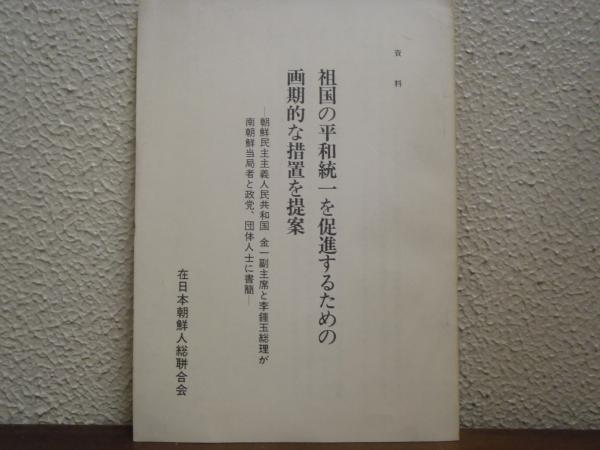 資料
祖国の平和統一を促進するための
画期的な措置を提案
―朝鮮民主主義人民共和国 金一副主席と李鍾玉総理が
南朝鮮当局者と政党、団体人士に書簡―
在日本朝鮮人総聯合会